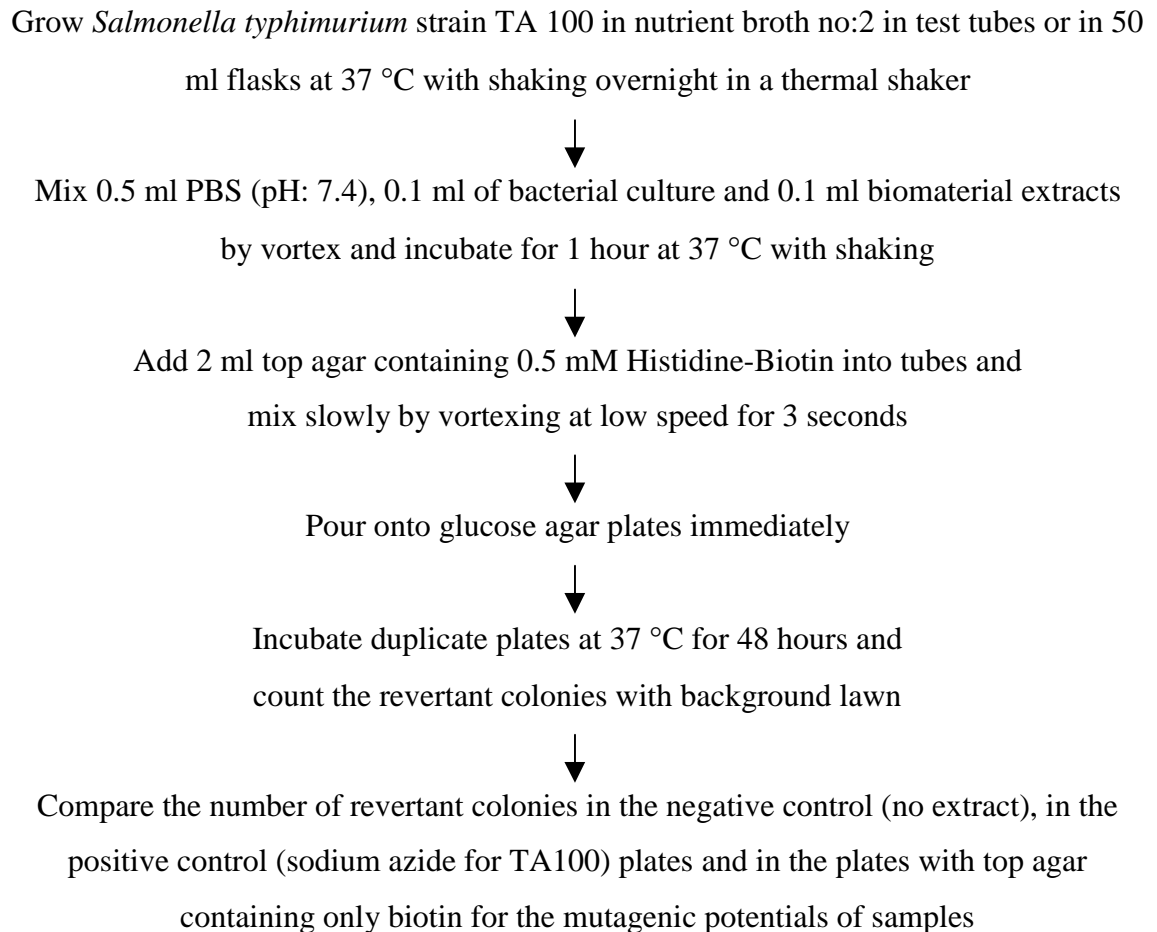 Grow Salmonella typhimurium strain TA 100 in nutrient broth no:2 in test tubes or in 50
ml flasks at 37 °C with shaking overnight in a thermal shaker
Mix 0.5 ml PBS (pH: 7.4), 0.1 ml of bacterial culture and 0.1 ml biomaterial extracts
by vortex and incubate for 1 hour at 37 °C with shaking
Add 2 ml top agar containing 0.5 mM Histidine-Biotin into tubes and
mix slowly by vortexing at low speed for 3 seconds
Pour onto glucose agar plates immediately
Incubate duplicate plates at 37 °C for 48 hours and
count the revertant colonies with background lawn
Compare the number of revertant colonies in the negative control (no extract), in the
positive control (sodium azide for TA100) plates and in the plates with top agar
containing only biotin for the mutagenic potentials of samples